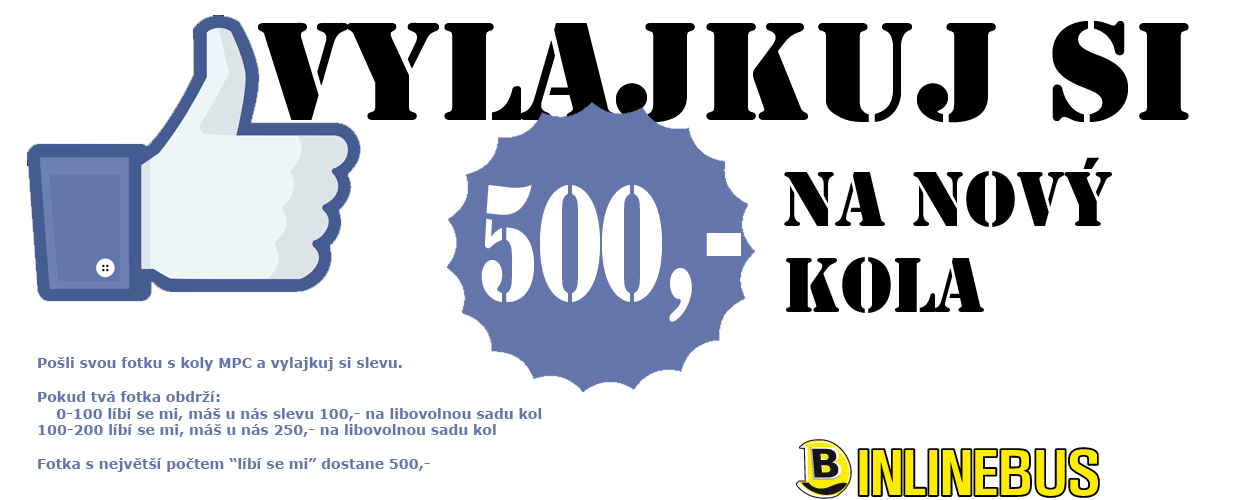 VYLAJKUJ SI
500,-
NA NOVÝ
KOLA
Pošli svou fotku s koly MPC a vylajkuj si slevu.
Pokud tvá fotka obdrží:
0-100 líbí se mi, máš u nás slevu 100,- na libovolnou sadu kol
100-200 líbí se mi, máš u nás 250,- na libovolnou sadu kol
Fotka s největší počtem “líbí se mi” dostane 500,-
B INLINEBUS